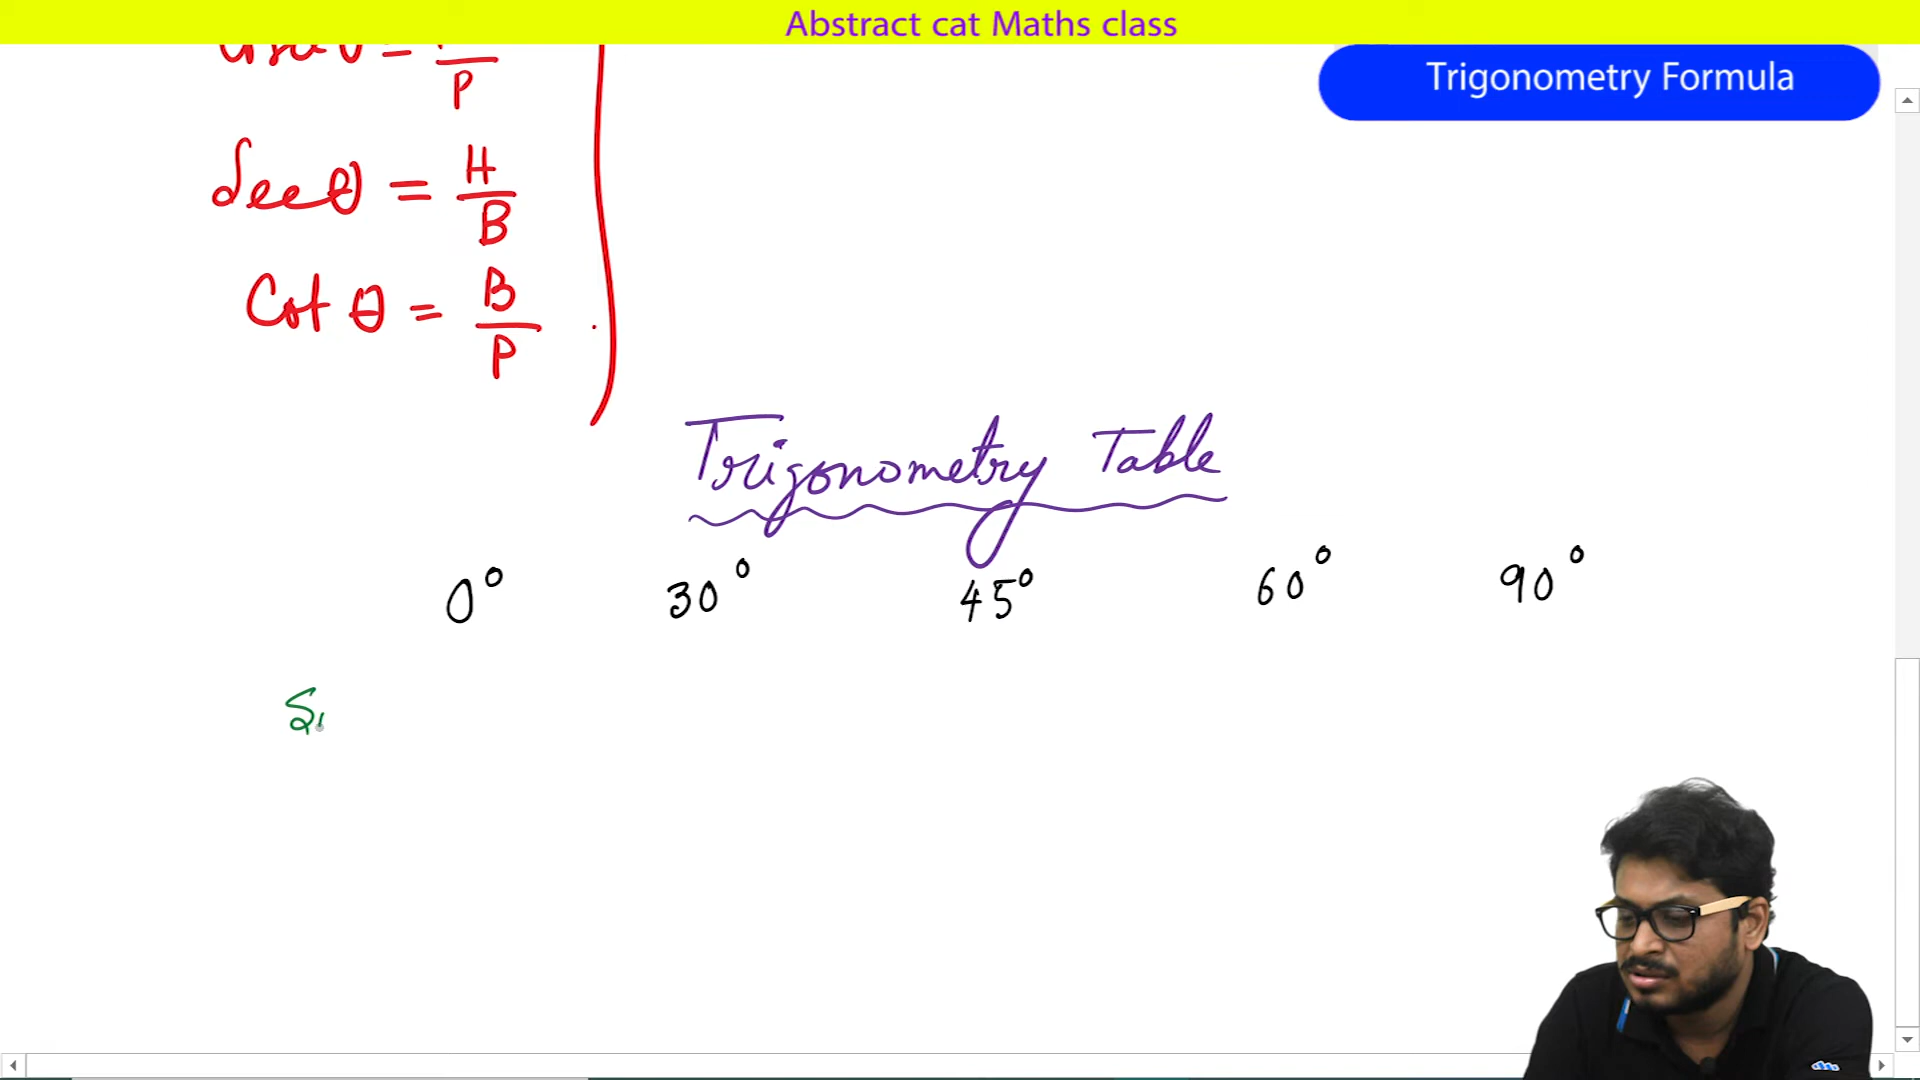 Abstract cat Maths class
Trigonometry Formula
P
Sec θ = H/B
Cot θ = B/P
Trigonometry Table
0° 30° 45° 60° 90°